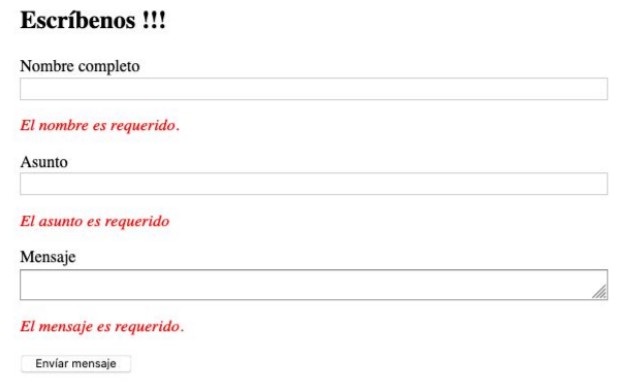 Escríbenos !!!
Nombre completo
El nombre es requerido.
Asunto
El asunto es requerido
Mensaje
El mensaje es requerido.
Envíar mensaje